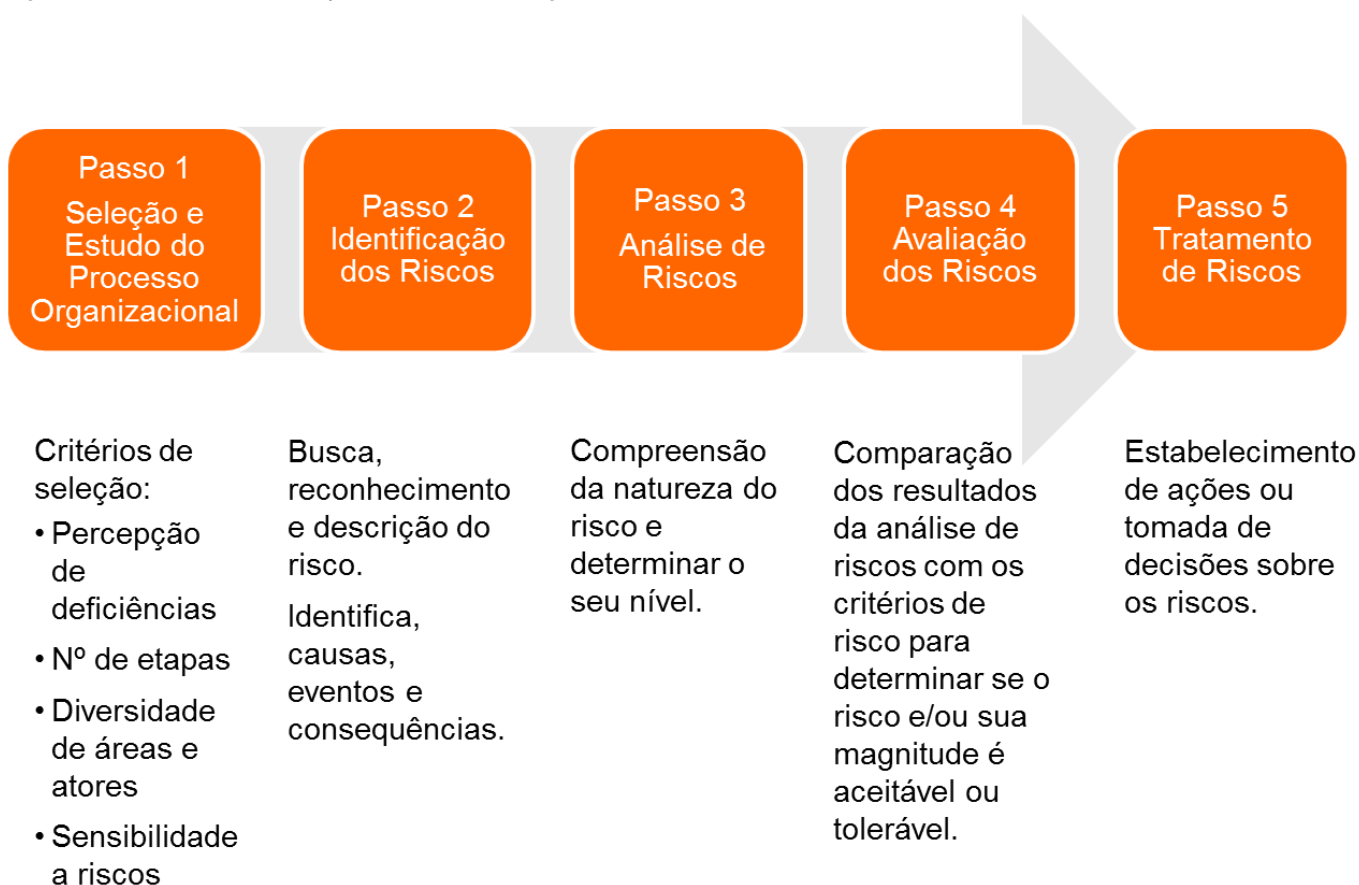 Passo 1
Seleção e
Estudo do
Processo
Organizacional
Passo 2
Identificação
dos Riscos
Passo 3
Análise de
Riscos
Passo 4
Avaliação
dos Riscos
Passo 5
Tratamento
de Riscos
Critérios de
seleção:
• Percepção
de
deficiências
• Nº de etapas
• Diversidade
de áreas e
atores
• Sensibilidade
a riscos
Busca,
reconhecimento
e descrição do
risco.
Identifica,
causas,
eventos e
consequências.
Compreensão
da natureza do
risco e
determinar o
seu nível.
Comparação
dos resultados
da análise de
riscos com os
critérios de
risco para
determinar se o
risco e/ou sua
magnitude é
aceitável ou
tolerável.
Estabelecimento
de ações ou
tomada de
decisões sobre
os riscos.